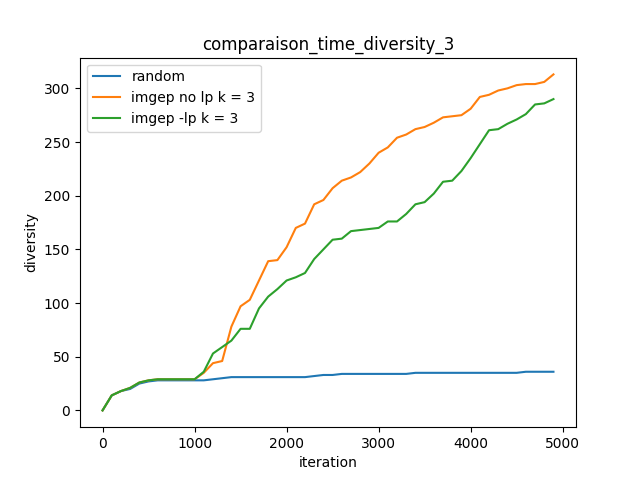 comparaison_time_diversity_3
random
imgep no lp k = 3
imgep -lp k = 3
diversity
300
250
200
150
100
50
0
0 1000 2000 3000 4000 5000
iteration